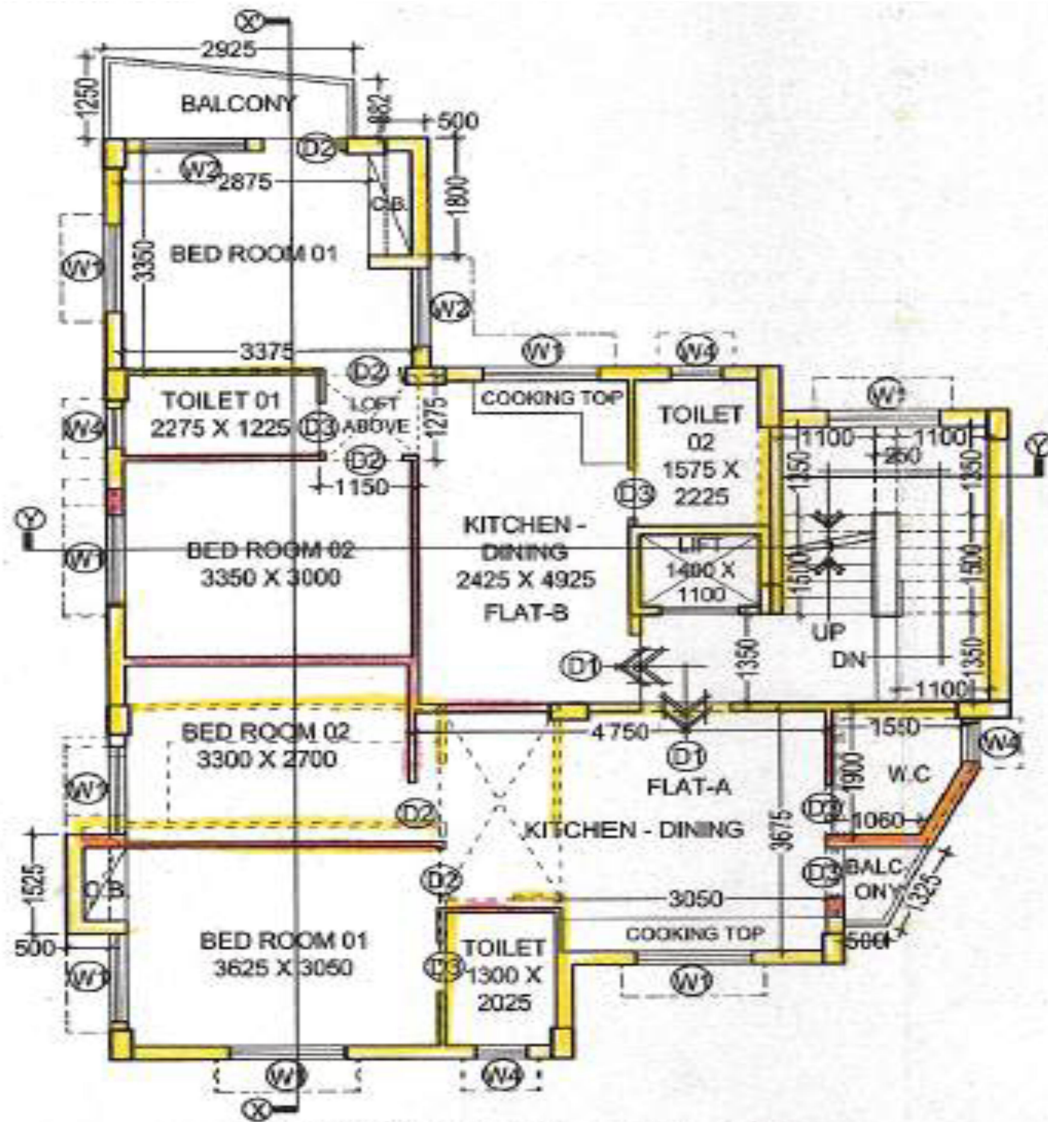 X'
2925
1250
BALCONY
882
500
D2
W2
2875
C.B.
1800
BED ROOM 01
W1
3350
W2
3375
D2
W1
W4
TOILET 01
2275 X 1225
D3
LOFT
ABOVE
1275
COOKING TOP
TOILET
02
1575 X
2225
W1
1100
1100
250
1350
1350
Y'
W4
D2
1150
D3
Y
BED ROOM 02
3350 X 3000
W1
KITCHEN -
DINING
2425 X 4925
FLAT-B
LIFT
1400 X
1100
1500
1500
UP
DN
D1
1350
1350
1100
BED ROOM 02
3300 X 2700
W1
4750
D1
FLAT-A
1550
W4
W.C
1900
D2
KITCHEN - DINING
3675
1060
1525
C.B.
D2
D3
BALC
ONY
1325
3050
500
BED ROOM 01
3625 X 3050
500
W1
D3
TOILET
1300 X
2025
COOKING TOP
500
W1
W1
W4
X